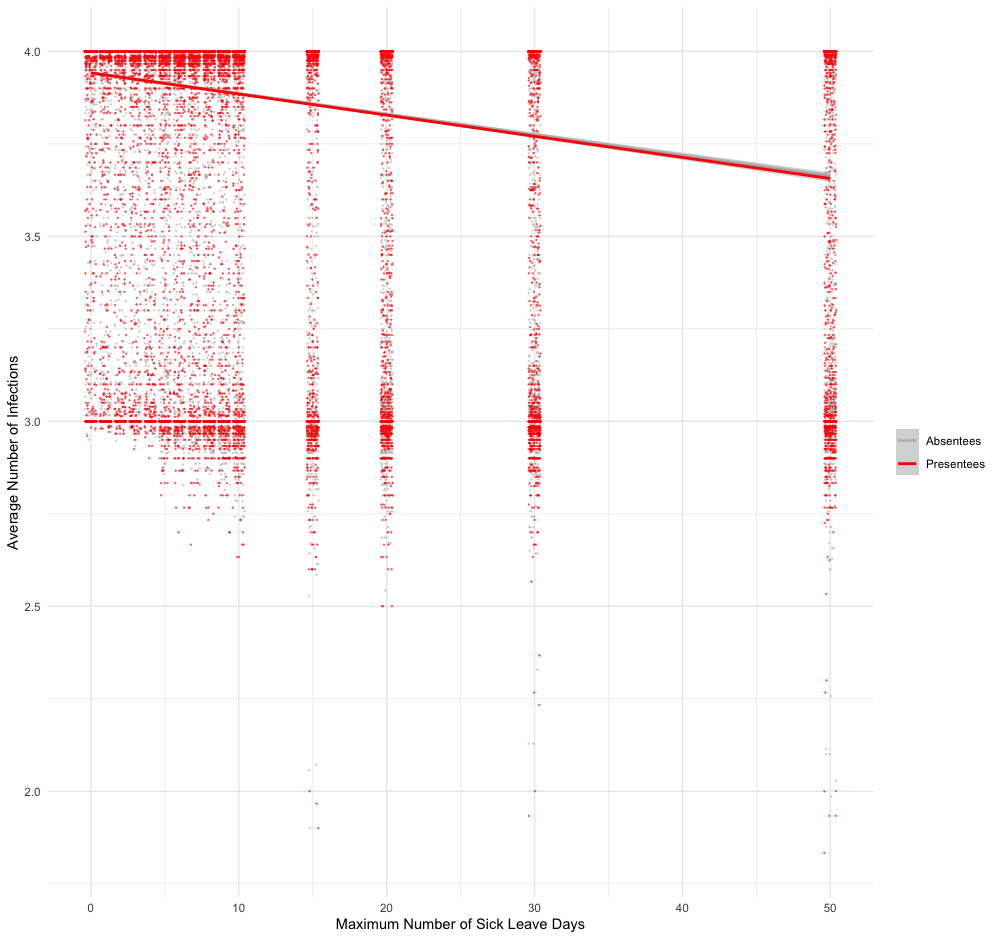 4.0
3.5
3.0
2.5
2.0
Average Number of Infections
0 10 20 30 40 50
Maximum Number of Sick Leave Days
Absentees
Presentees